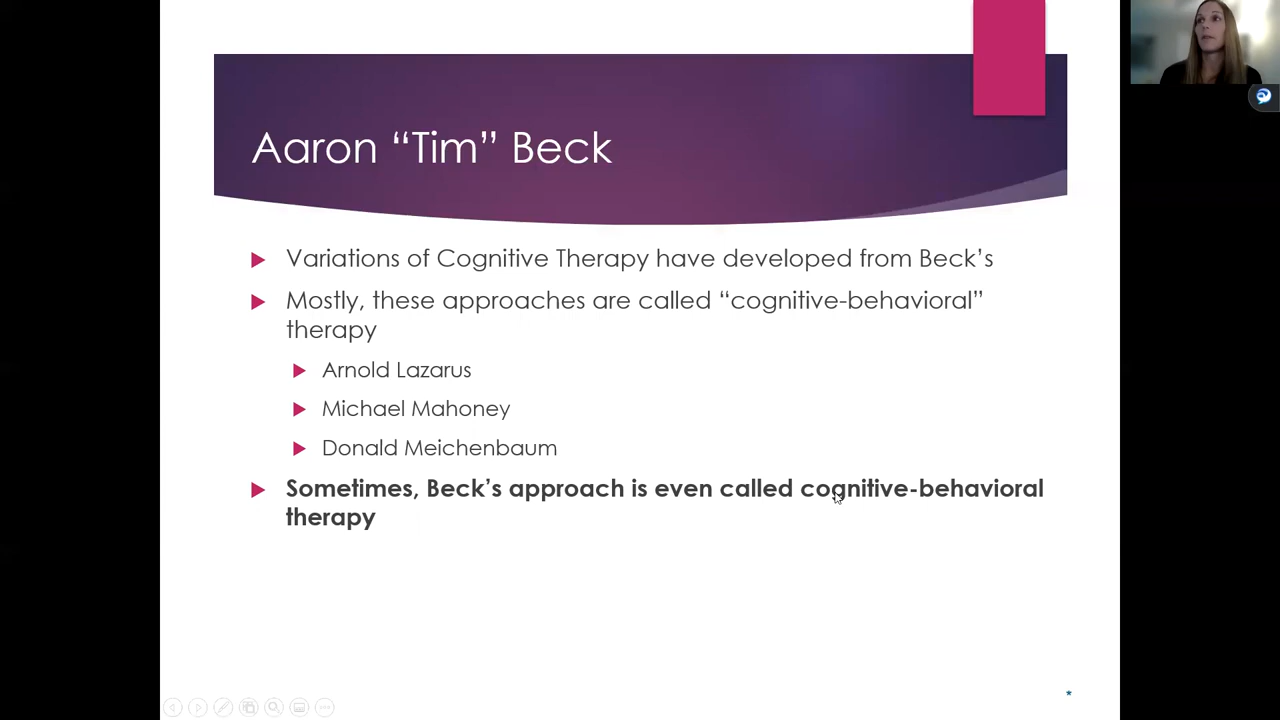 Aaron “Tim” Beck
Variations of Cognitive Therapy have developed from Beck’s
Mostly, these approaches are called “cognitive-behavioral”
therapy
Arnold Lazarus
Michael Mahoney
Donald Meichenbaum
Sometimes, Beck’s approach is even called cognitive-behavioral
therapy
*